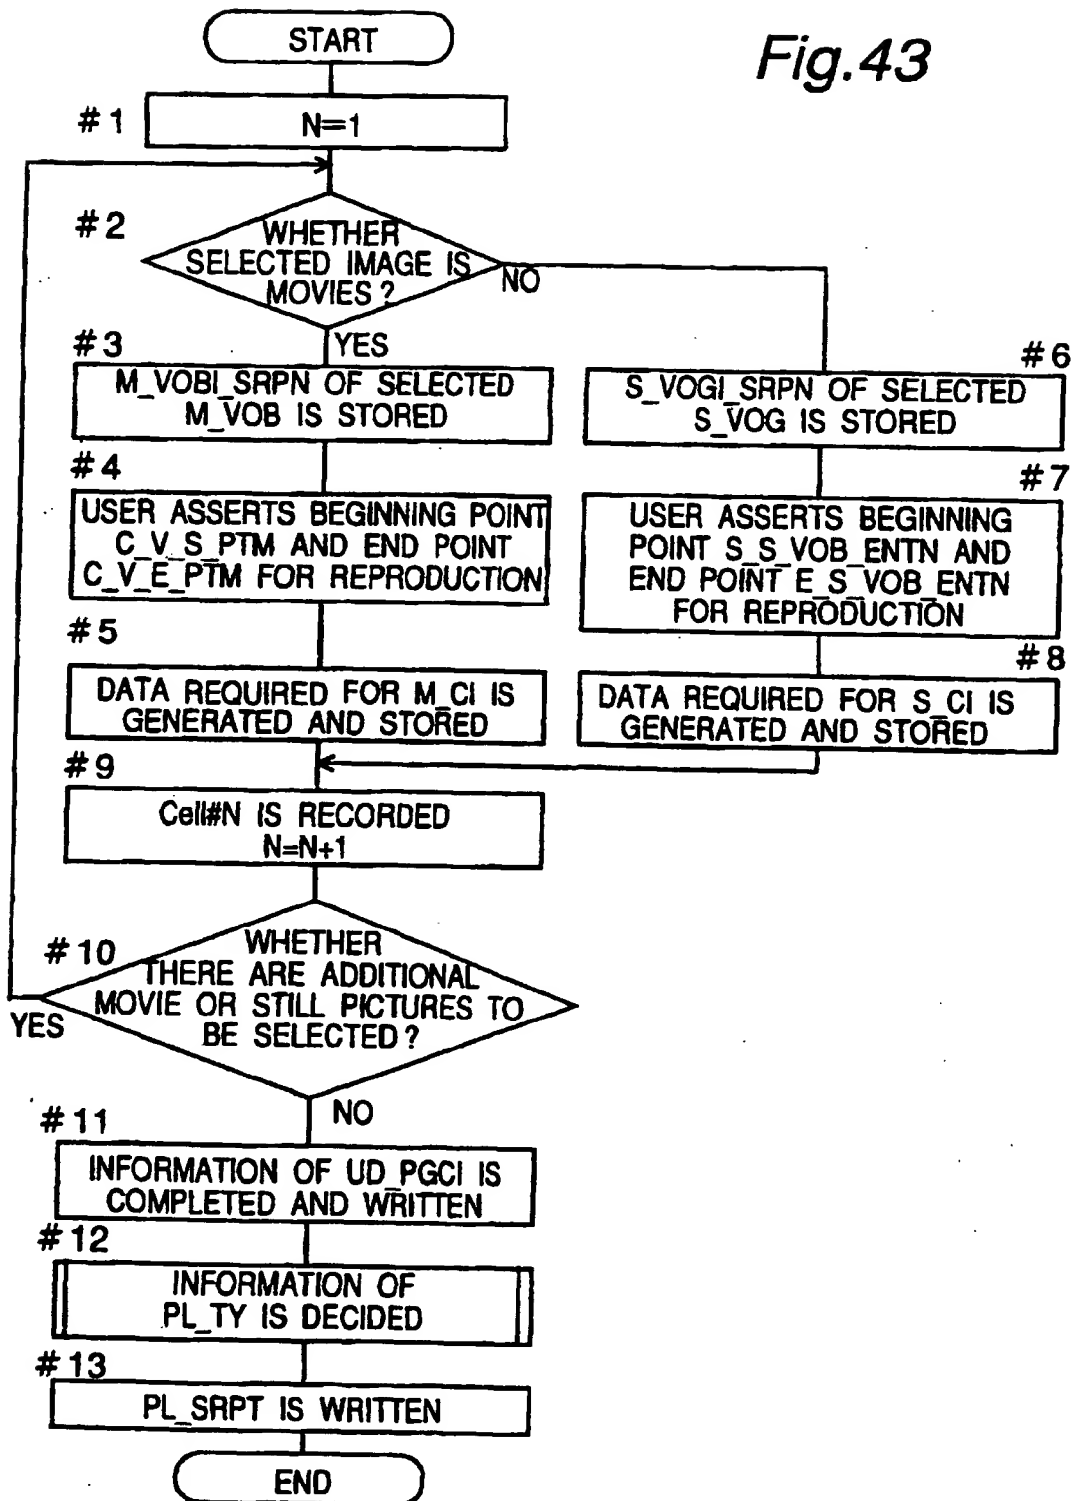 START
Fig.43
#1
N=1
#2
WHETHER
SELECTED IMAGE IS
MOVIES?
NO
YES
#3
M_VOBI_SRPN OF SELECTED
M_VOB IS STORED
#6
S_VOGI_SRPN OF SELECTED
S_VOG IS STORED
#4
USER ASSERTS BEGINNING POINT
C_V_S_PTM AND END POINT
C_V_E_PTM FOR REPRODUCTION
#7
USER ASSERTS BEGINNING
POINT S_S_VOB_ENTN AND
END POINT E_S_VOB_ENTN
FOR REPRODUCTION
#5
DATA REQUIRED FOR M_CI IS
GENERATED AND STORED
#8
DATA REQUIRED FOR S_CI IS
GENERATED AND STORED
#9
Cell#N IS RECORDED
N=N+1
#10
WHETHER
THERE ARE ADDITIONAL
MOVIE OR STILL PICTURES TO
BE SELECTED?
YES
NO
#11
INFORMATION OF UD_PGCI IS
COMPLETED AND WRITTEN
#12
INFORMATION OF
PL_TY IS DECIDED
#13
PL_SRPT IS WRITTEN
END